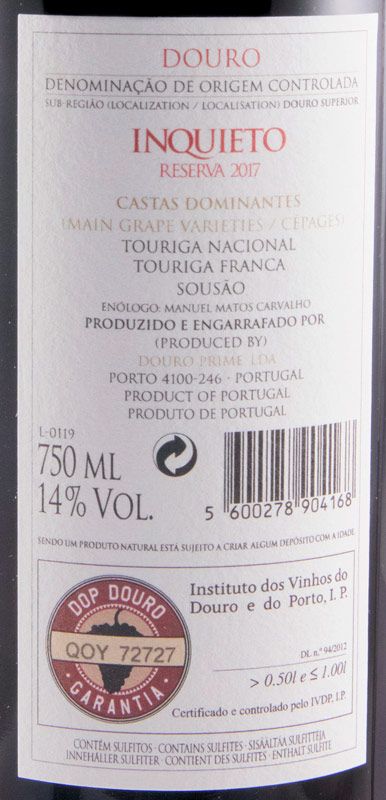 DOURO
DENOMINAÇÃO DE ORIGEM CONTROLADA
SUB-REGIÃO (LOCALIZATION / LOCALISATION) DOURO SUPERIOR
INQUIETO
RESERVA 2017
CASTAS DOMINANTES
(MAIN GRAPE VARIETIES / CÉPAGES)
TOURIGA NACIONAL
TOURIGA FRANCA
SOUSÃO
ENÓLOGO: MANUEL MATOS CARVALHO
PRODUZIDO E ENGARRAFADO POR
(PRODUCED BY)
DOURO PRIME LDA
PORTO 4100-246 · PORTUGAL
PRODUCT OF PORTUGAL
PRODUTO DE PORTUGAL
L-0119
750 ML
14% VOL.
5 600278 904168
SENDO UM PRODUTO NATURAL ESTÁ SUJEITO A CRIAR ALGUM DEPÓSITO COM A IDADE.
DOP DOURO
QOY 72727
GARANTIA
Instituto dos Vinhos do
Douro e do Porto, I. P.
DL n.º 94/2012
> 0.50l e ≤ 1.00l
Certificado e controlado pelo IVDP, I.P.
CONTÉM SULFITOS - CONTAINS SULFITES - SISÄÄLTÄÄ SULFITTEJA
INNEHÅLLER SULFITER - CONTIENT DES SULFITES - ENTHALT SULFITE